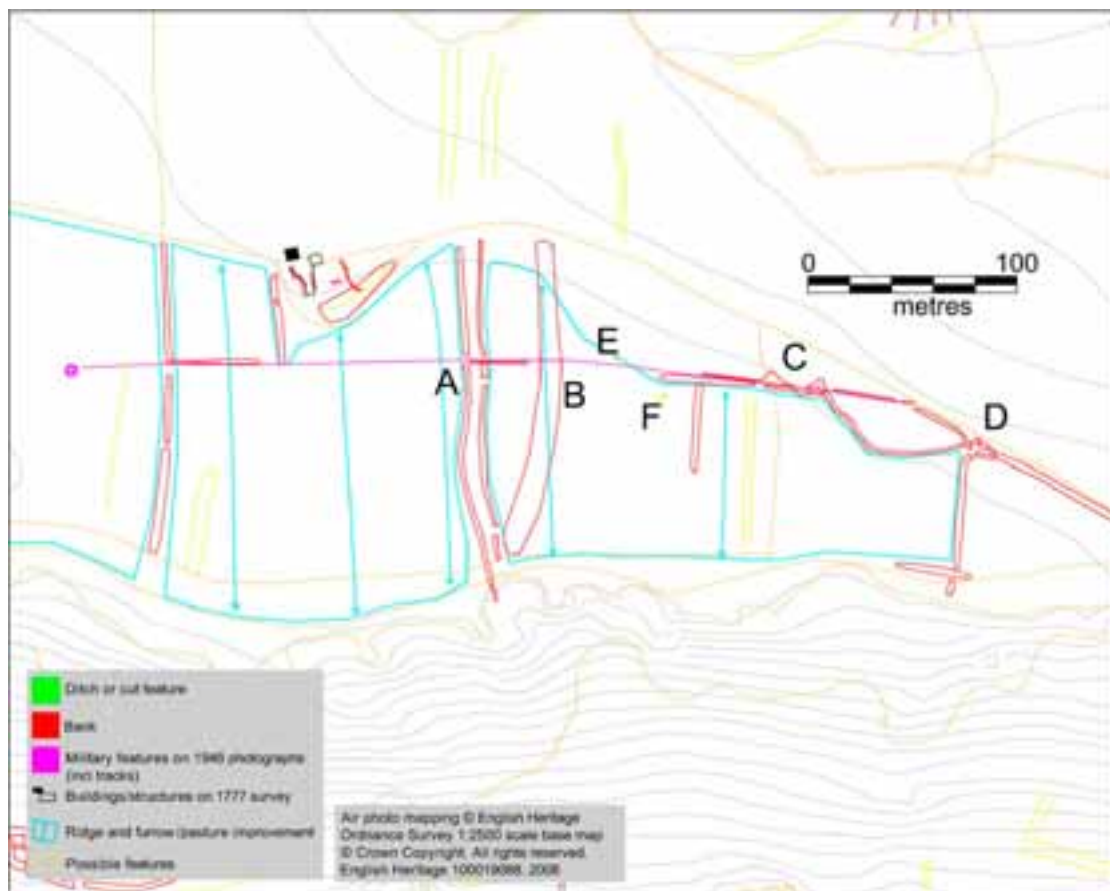 0 100
metres
E
C
A
B
F
D
Ditch or cut feature
Bank
Military features on 1946 photographs
(incl tracks)
Buildings/structures on 1777 survey
Ridge and furrow/pasture improvement
Possible features
Air photo mapping © English Heritage
Ordnance Survey 1:2500 scale base map
© Crown Copyright. All rights reserved.
English Heritage 100019088. 2008